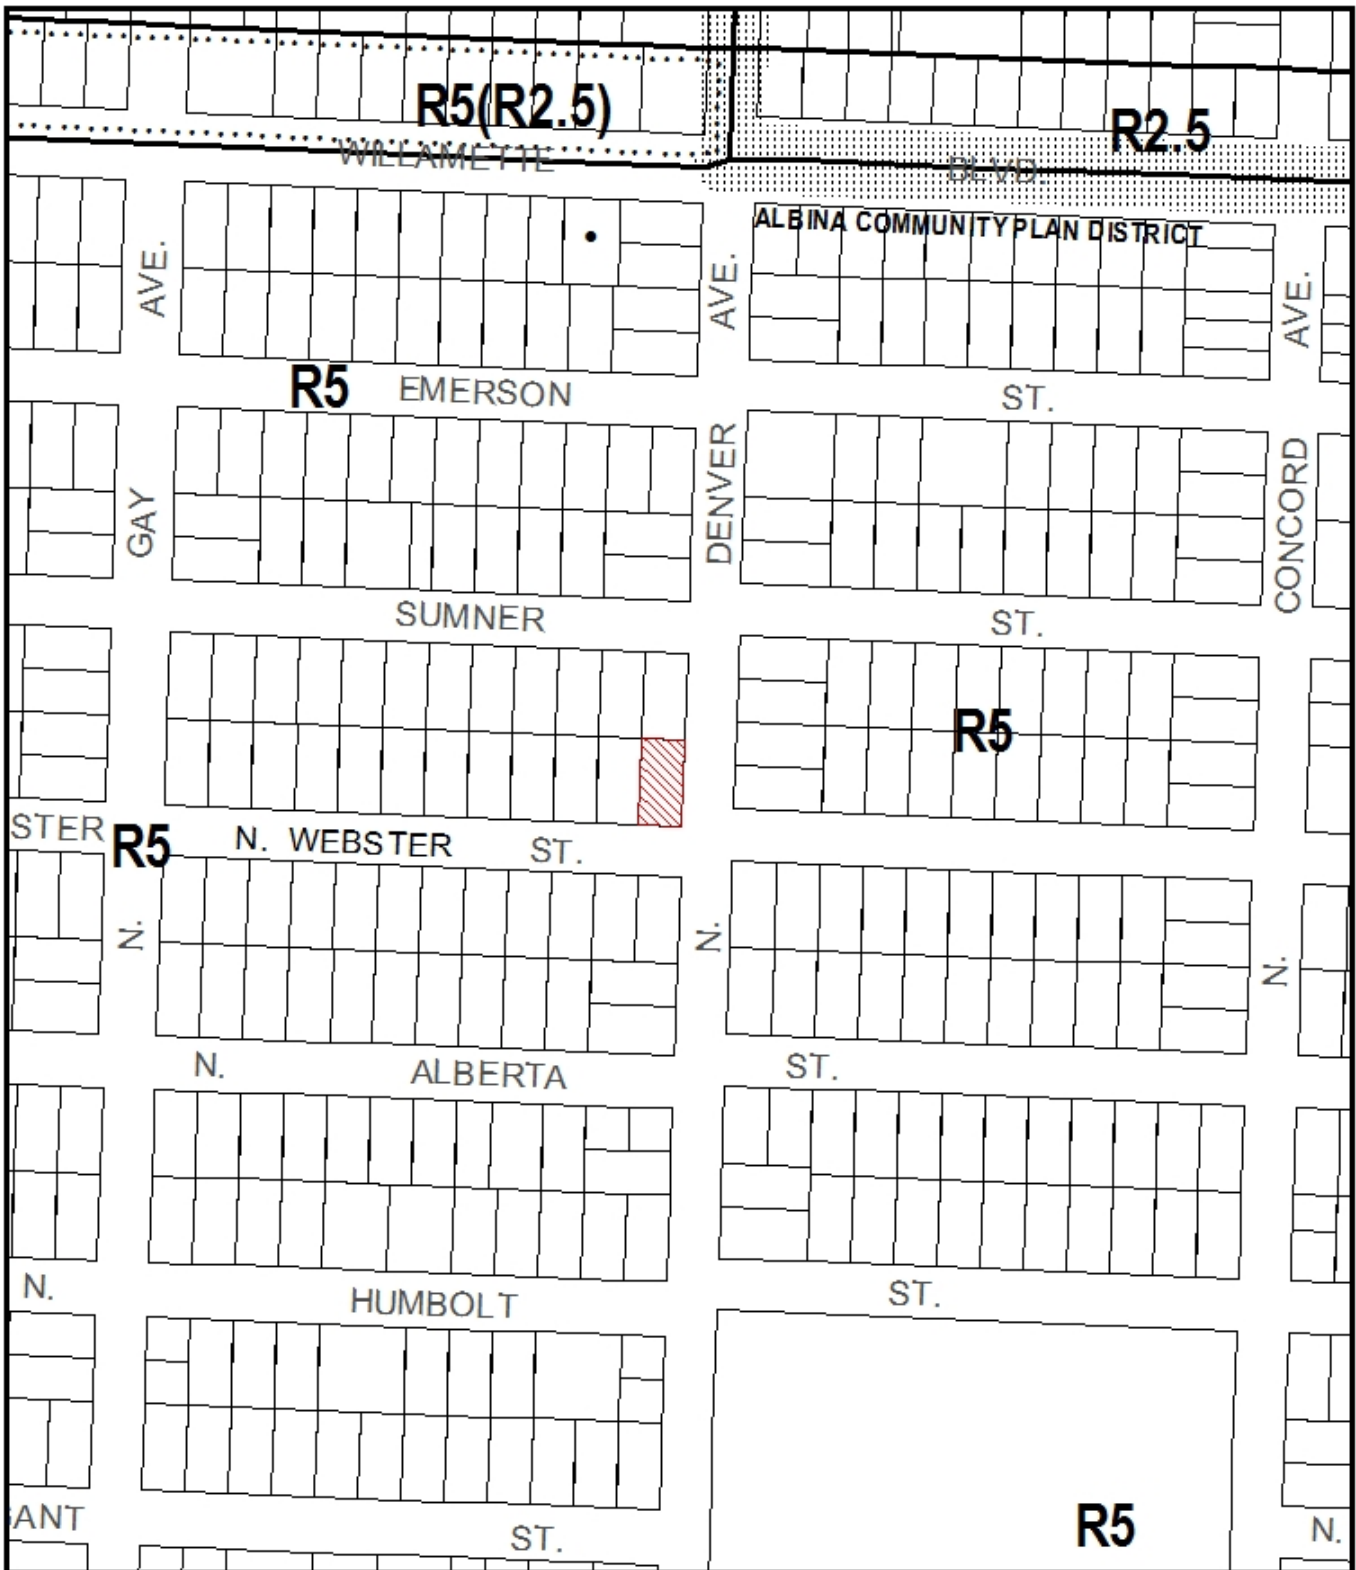 R5(R2.5)
R2.5
WILLAMETTE BLVD.
ALBINA COMMUNITY PLAN DISTRICT
AVE.
AVE.
AVE.
R5
EMERSON ST.
GAY
DENVER
CONCORD
SUMNER ST.
R5
STER
R5
N. WEBSTER ST.
N.
N.
N.
N. ALBERTA ST.
N.
HUMBOLT ST.
R5
ANT
ST.
N.